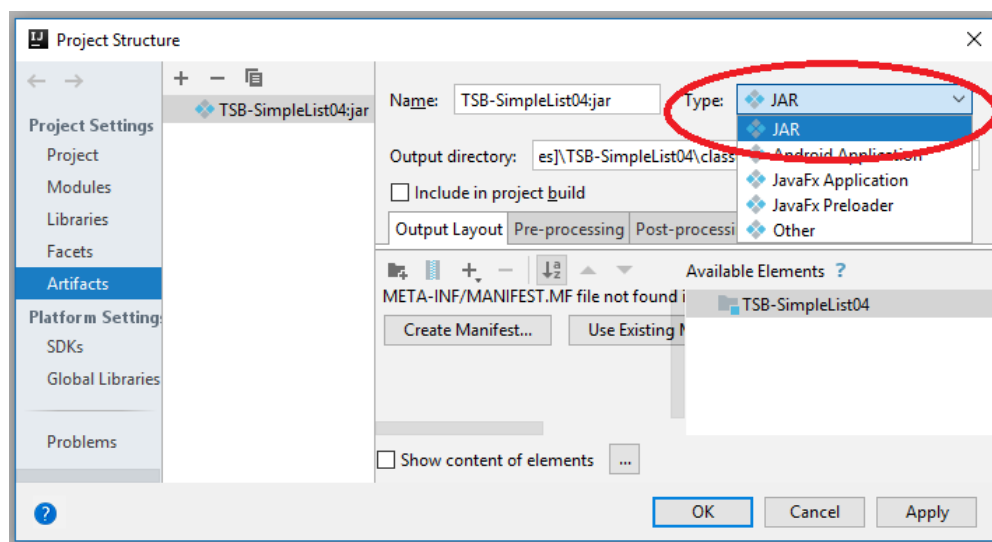 Project Structure
TSB-SimpleList04:jar
Name: TSB-SimpleList04:jar Type: JAR
Project Settings
JAR
Project
Output directory: es]\TSB-SimpleList04\class
Android Application
Modules
Include in project build
JavaFx Application
Libraries
JavaFx Preloader
Output Layout Pre-processing Post-processi
Other
Facets
Artifacts
Available Elements ?
META-INF/MANIFEST.MF file not found i
TSB-SimpleList04
Platform Setting
Create Manifest... Use Existing
SDKs
Global Libraries
Problems
Show content of elements ...
? OK Cancel Apply